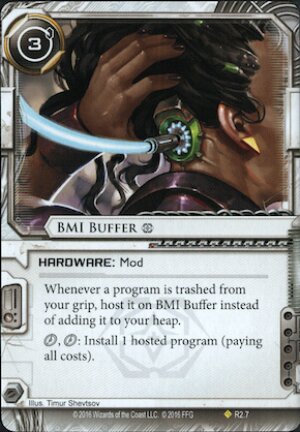 3
BMI BUFFER
HARDWARE: Mod
Whenever a program is trashed from
your grip, host it on BMI Buffer instead
of adding it to your heap.
, : Install 1 hosted program (paying
all costs).
Illus. Timur Shevtsov
© 2016 Wizards of the Coast LLC. © 2016 FFG R2.7